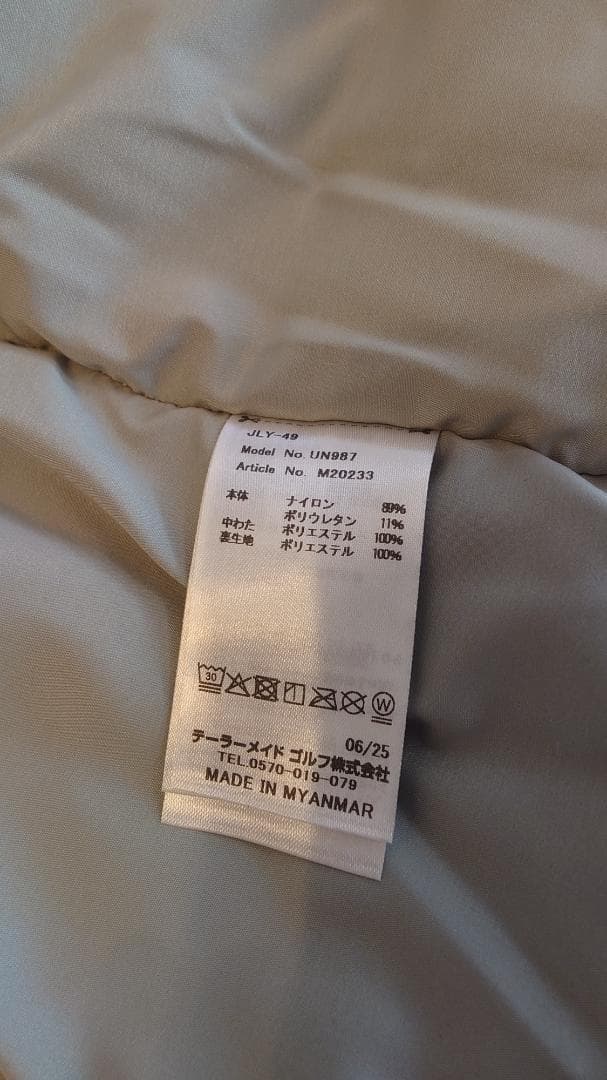 JLY-49
Model No. UN987
Article No. M20233
本体 ナイロン 89%
ポリウレタン 11%
中わた ポリエステル 100%
裏生地 ポリエステル 100%
30 W
06/25
テーラーメイド ゴルフ株式会社
TEL.0570-019-079
MADE IN MYANMAR